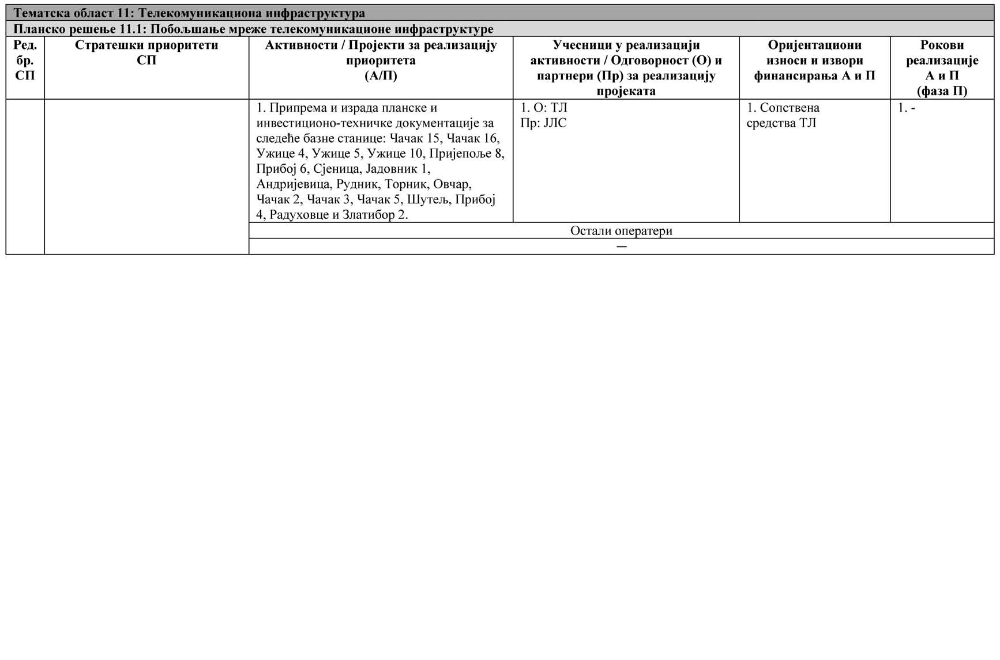 Тематска област 11: Телекомуникациона инфраструктура
Планско решење 11.1: Побољшање мреже телекомуникационе инфраструктуре
Ред.
бр.
СП
Стратешки приоритети
СП
Активности / Пројекти за реализацију
приоритета
(А/П)
Учесници у реализацији
активности / Одговорност (О) и
партнери (Пр) за реализацију
пројеката
Оријентациони
износи и извори
финансирања А и П
Рокови
реализације
А и П
(фаза П)
1. Припрема и израда планске и
инвестиционо-техничке документације за
следеће базне станице: Чачак 15, Чачак 16,
Ужице 4, Ужице 5, Ужице 10, Пријепоље 8,
Прибој 6, Сјеница, Јадовник 1,
Андријевица, Рудник, Торник, Овчар,
Чачак 2, Чачак 3, Чачак 5, Шутељ, Прибој
4, Радуховце и Златибор 2.
1. О: ТЛ
Пр: ЈЛС
1. Сопствена
средства ТЛ
1. -
Остали оператери
—